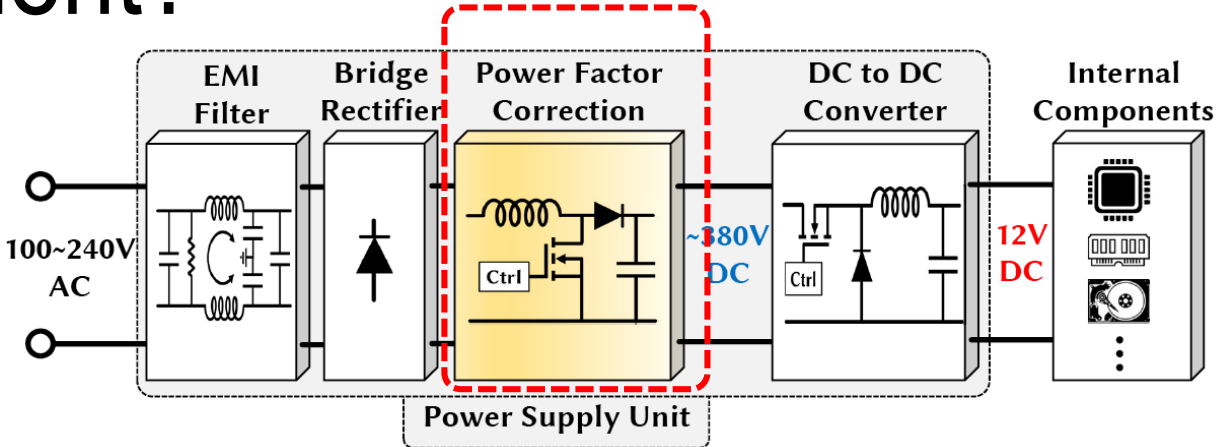 EMI
Filter
Bridge
Rectifier
Power Factor
Correction
DC to DC
Converter
Internal
Components
100~240V
AC
Ctrl
~380V
DC
Ctrl
12V
DC
Power Supply Unit